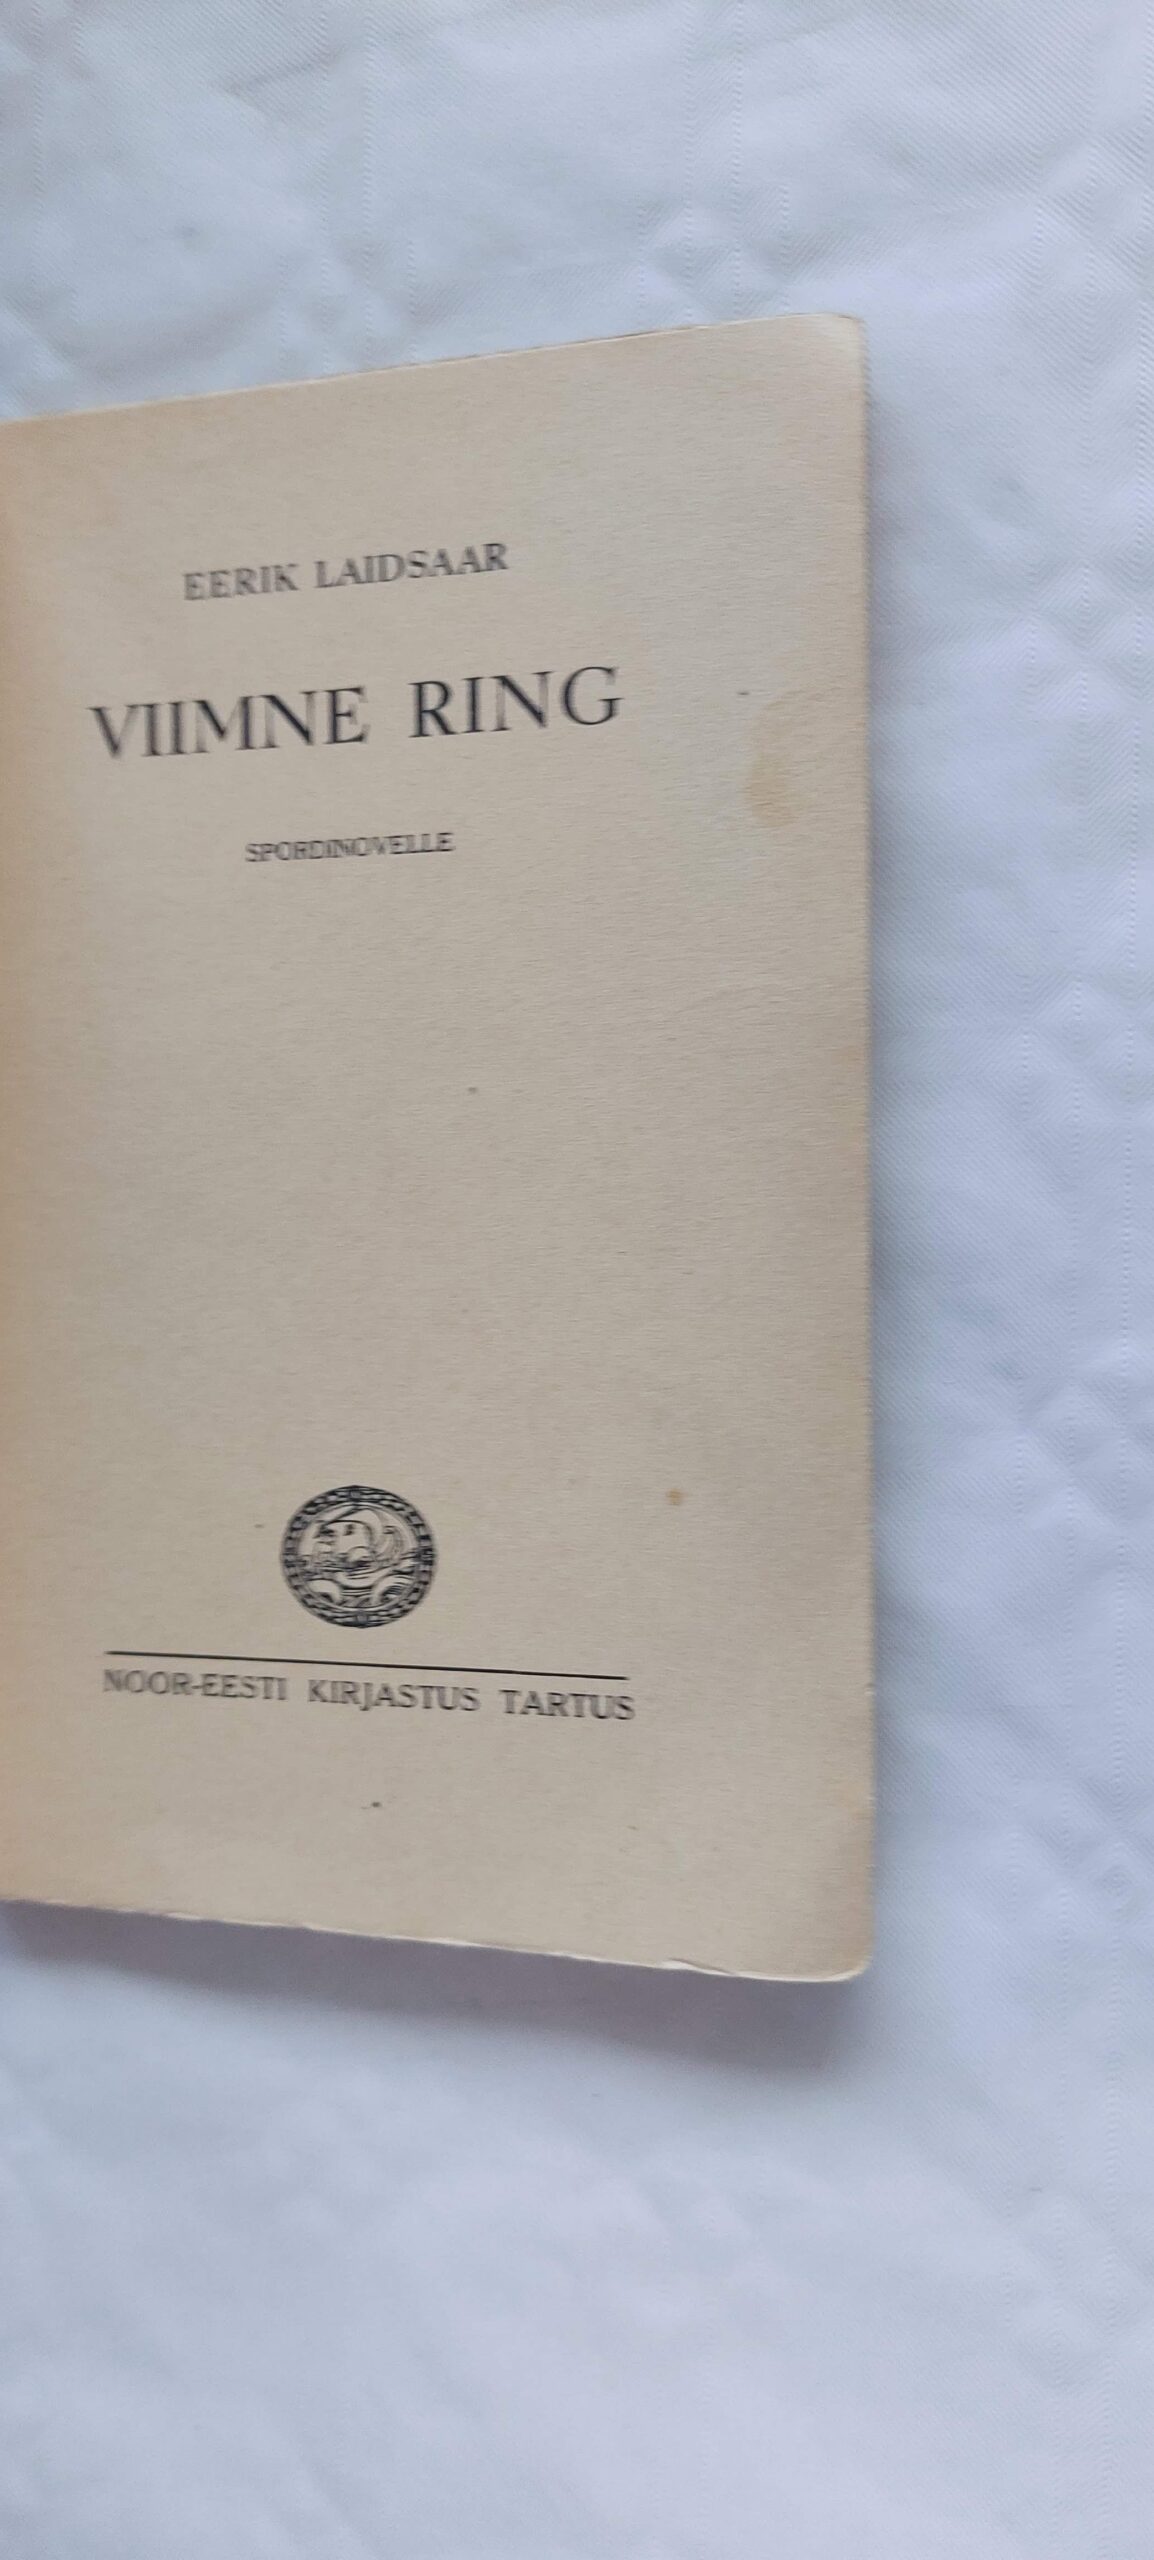 EERIK LAIDSAAR
VIIMNE RING
SPORDINOVELLE
NOOR-EESTI KIRJASTUS TARTUS